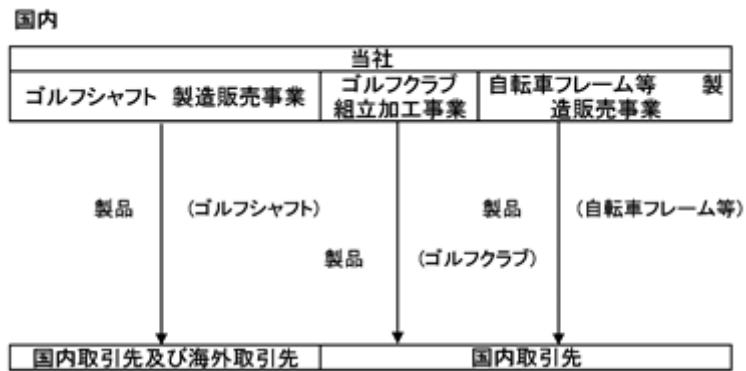 国内
当社
ゴルフシャフト 製造販売事業
ゴルフクラブ
組立加工事業
自転車フレーム等 製
造販売事業
製品 (ゴルフシャフト)
製品 (自転車フレーム等)
製品 (ゴルフクラブ)
国内取引先及び海外取引先
国内取引先